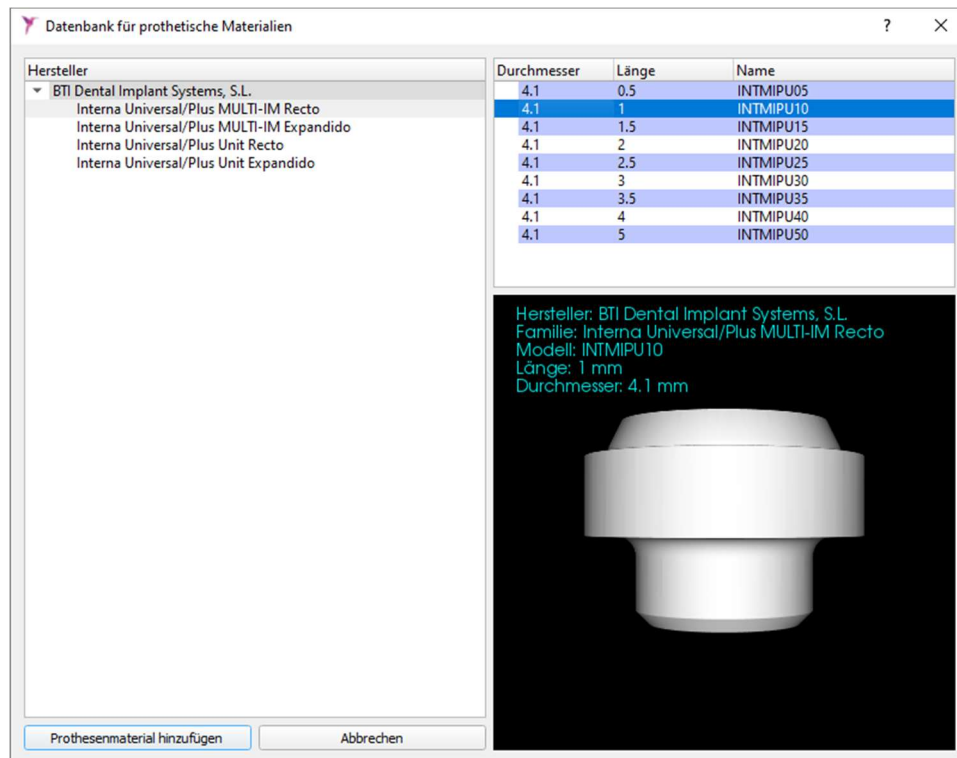 Datenbank für prothetische Materialien
?
Hersteller
BTI Dental Implant Systems, S.L.
Interna Universal/Plus MULTI-IM Recto
Interna Universal/Plus MULTI-IM Expandido
Interna Universal/Plus Unit Recto
Interna Universal/Plus Unit Expandido
Durchmesser Länge Name
4.1 0.5 INTMIPU05
4.1 1 INTMIPU10
4.1 1.5 INTMIPU15
4.1 2 INTMIPU20
4.1 2.5 INTMIPU25
4.1 3 INTMIPU30
4.1 3.5 INTMIPU35
4.1 4 INTMIPU40
4.1 5 INTMIPU50
Hersteller: BTI Dental Implant Systems, S.L.
Familie: Interna Universal/Plus MULTI-IM Recto
Modell: INTMIPU10
Länge: 1 mm
Durchmesser: 4.1 mm
Prothesenmaterial hinzufügen Abbrechen